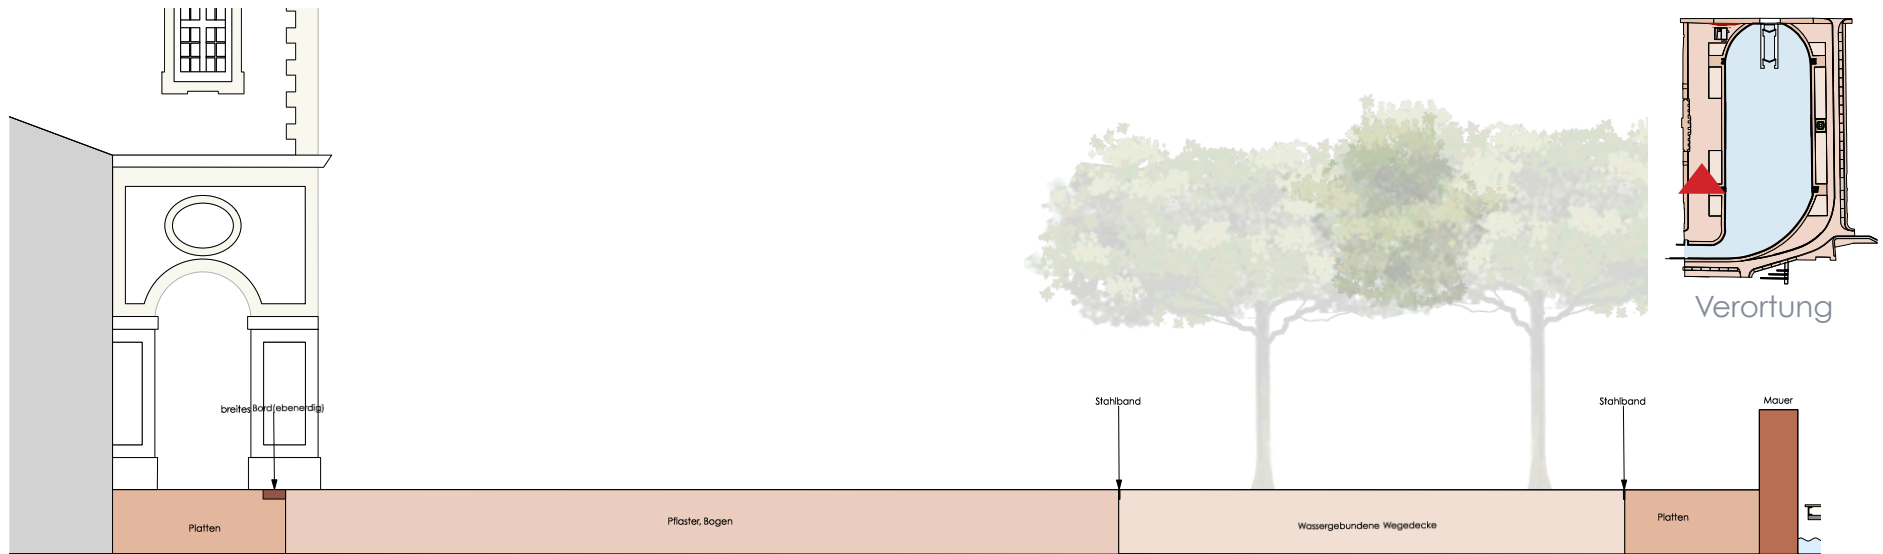 Verortung
breites Bord(ebenerdig)
Stahlband
Stahlband
Mauer
Platten
Pflaster, Bogen
Wassergebundene Wegedecke
Platten